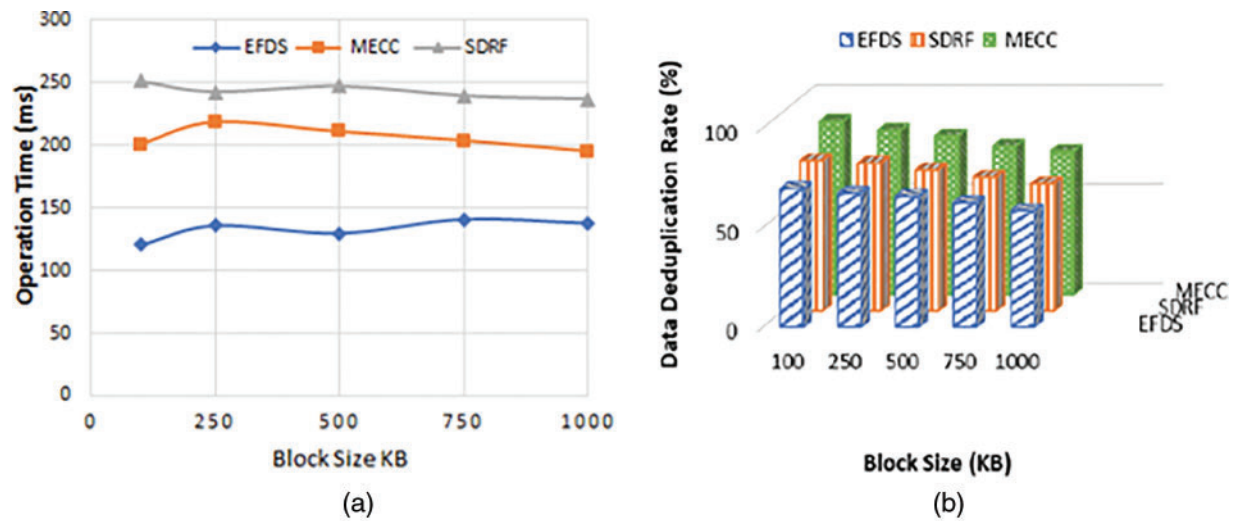 EFDS MECC SDRF
Operation Time (ms)
300
250
200
150
100
50
0
0 250 500 750 1000
Block Size KB
(a)
EFDS SDRF MECC
Data Deduplication Rate (%)
100
50
0
MECC
SDRF
EFDS
100 250 500 750 1000
Block Size (KB)
(b)